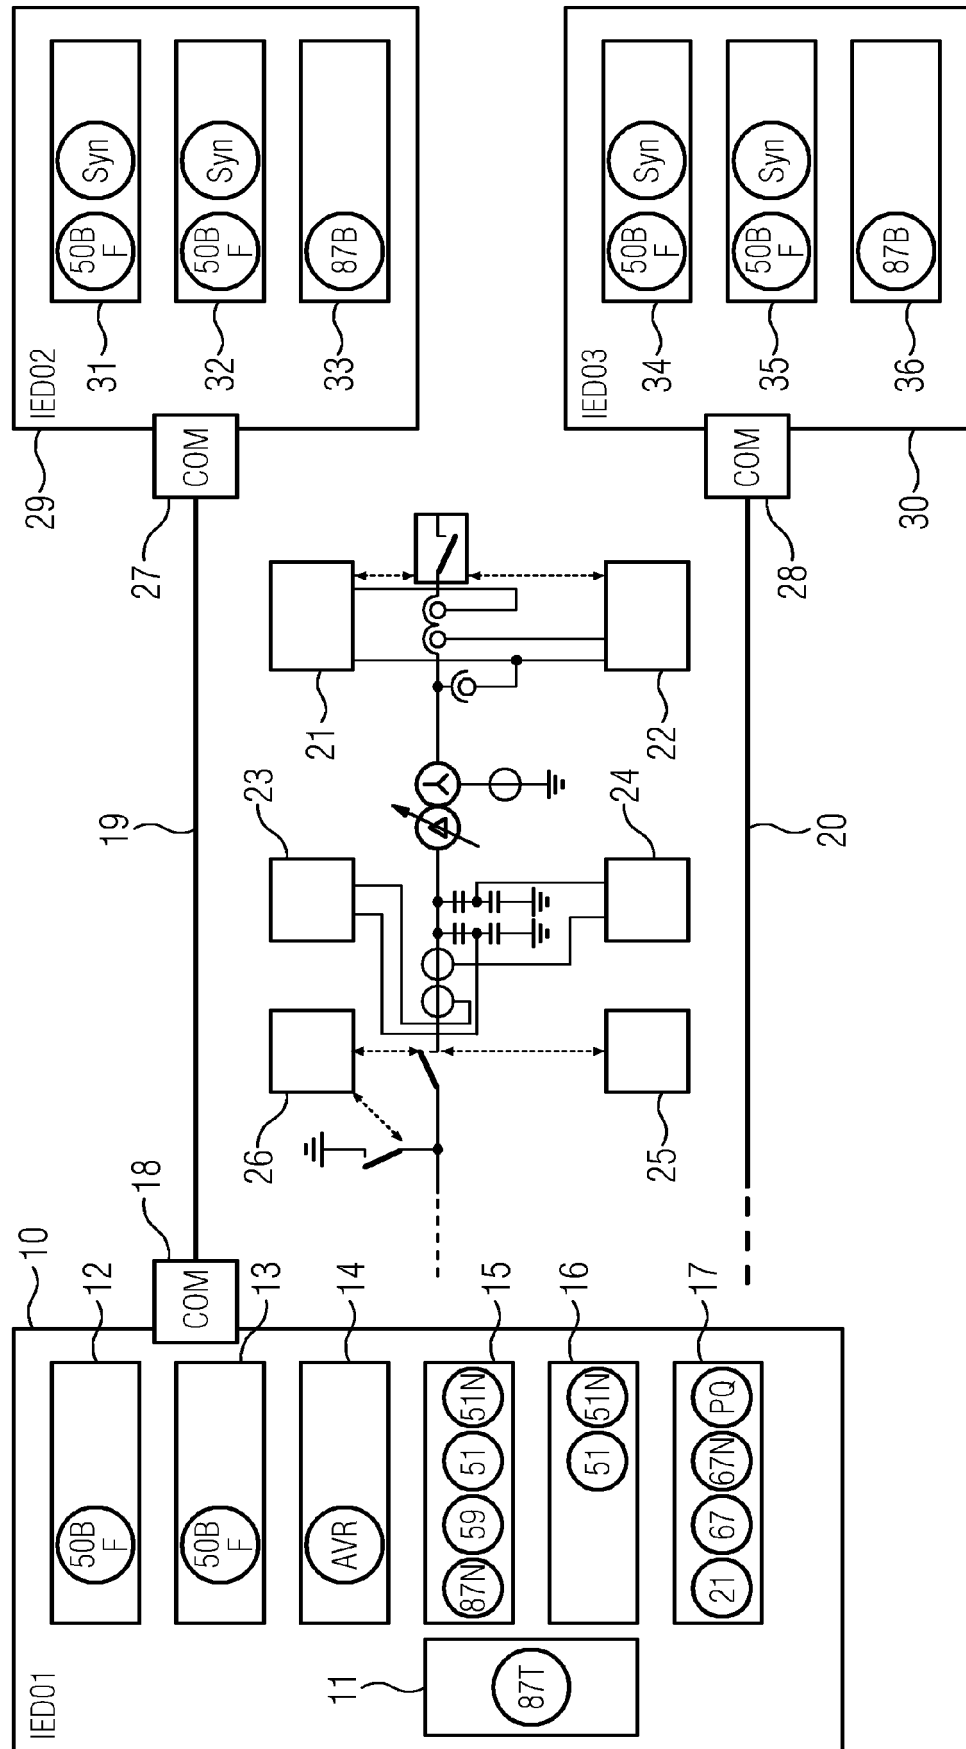 IED01
10
12
50B
F
13
50B
F
14
AVR
15
87N
59
51
51N
16
51
51N
17
21
67
67N
PQ
11
87T
18
COM
19
20
26
25
23
24
21
22
27
COM
28
COM
29
IED02
31
50B
F
Syn
32
50B
F
Syn
33
87B
30
IED03
34
50B
F
Syn
35
50B
F
Syn
36
87B